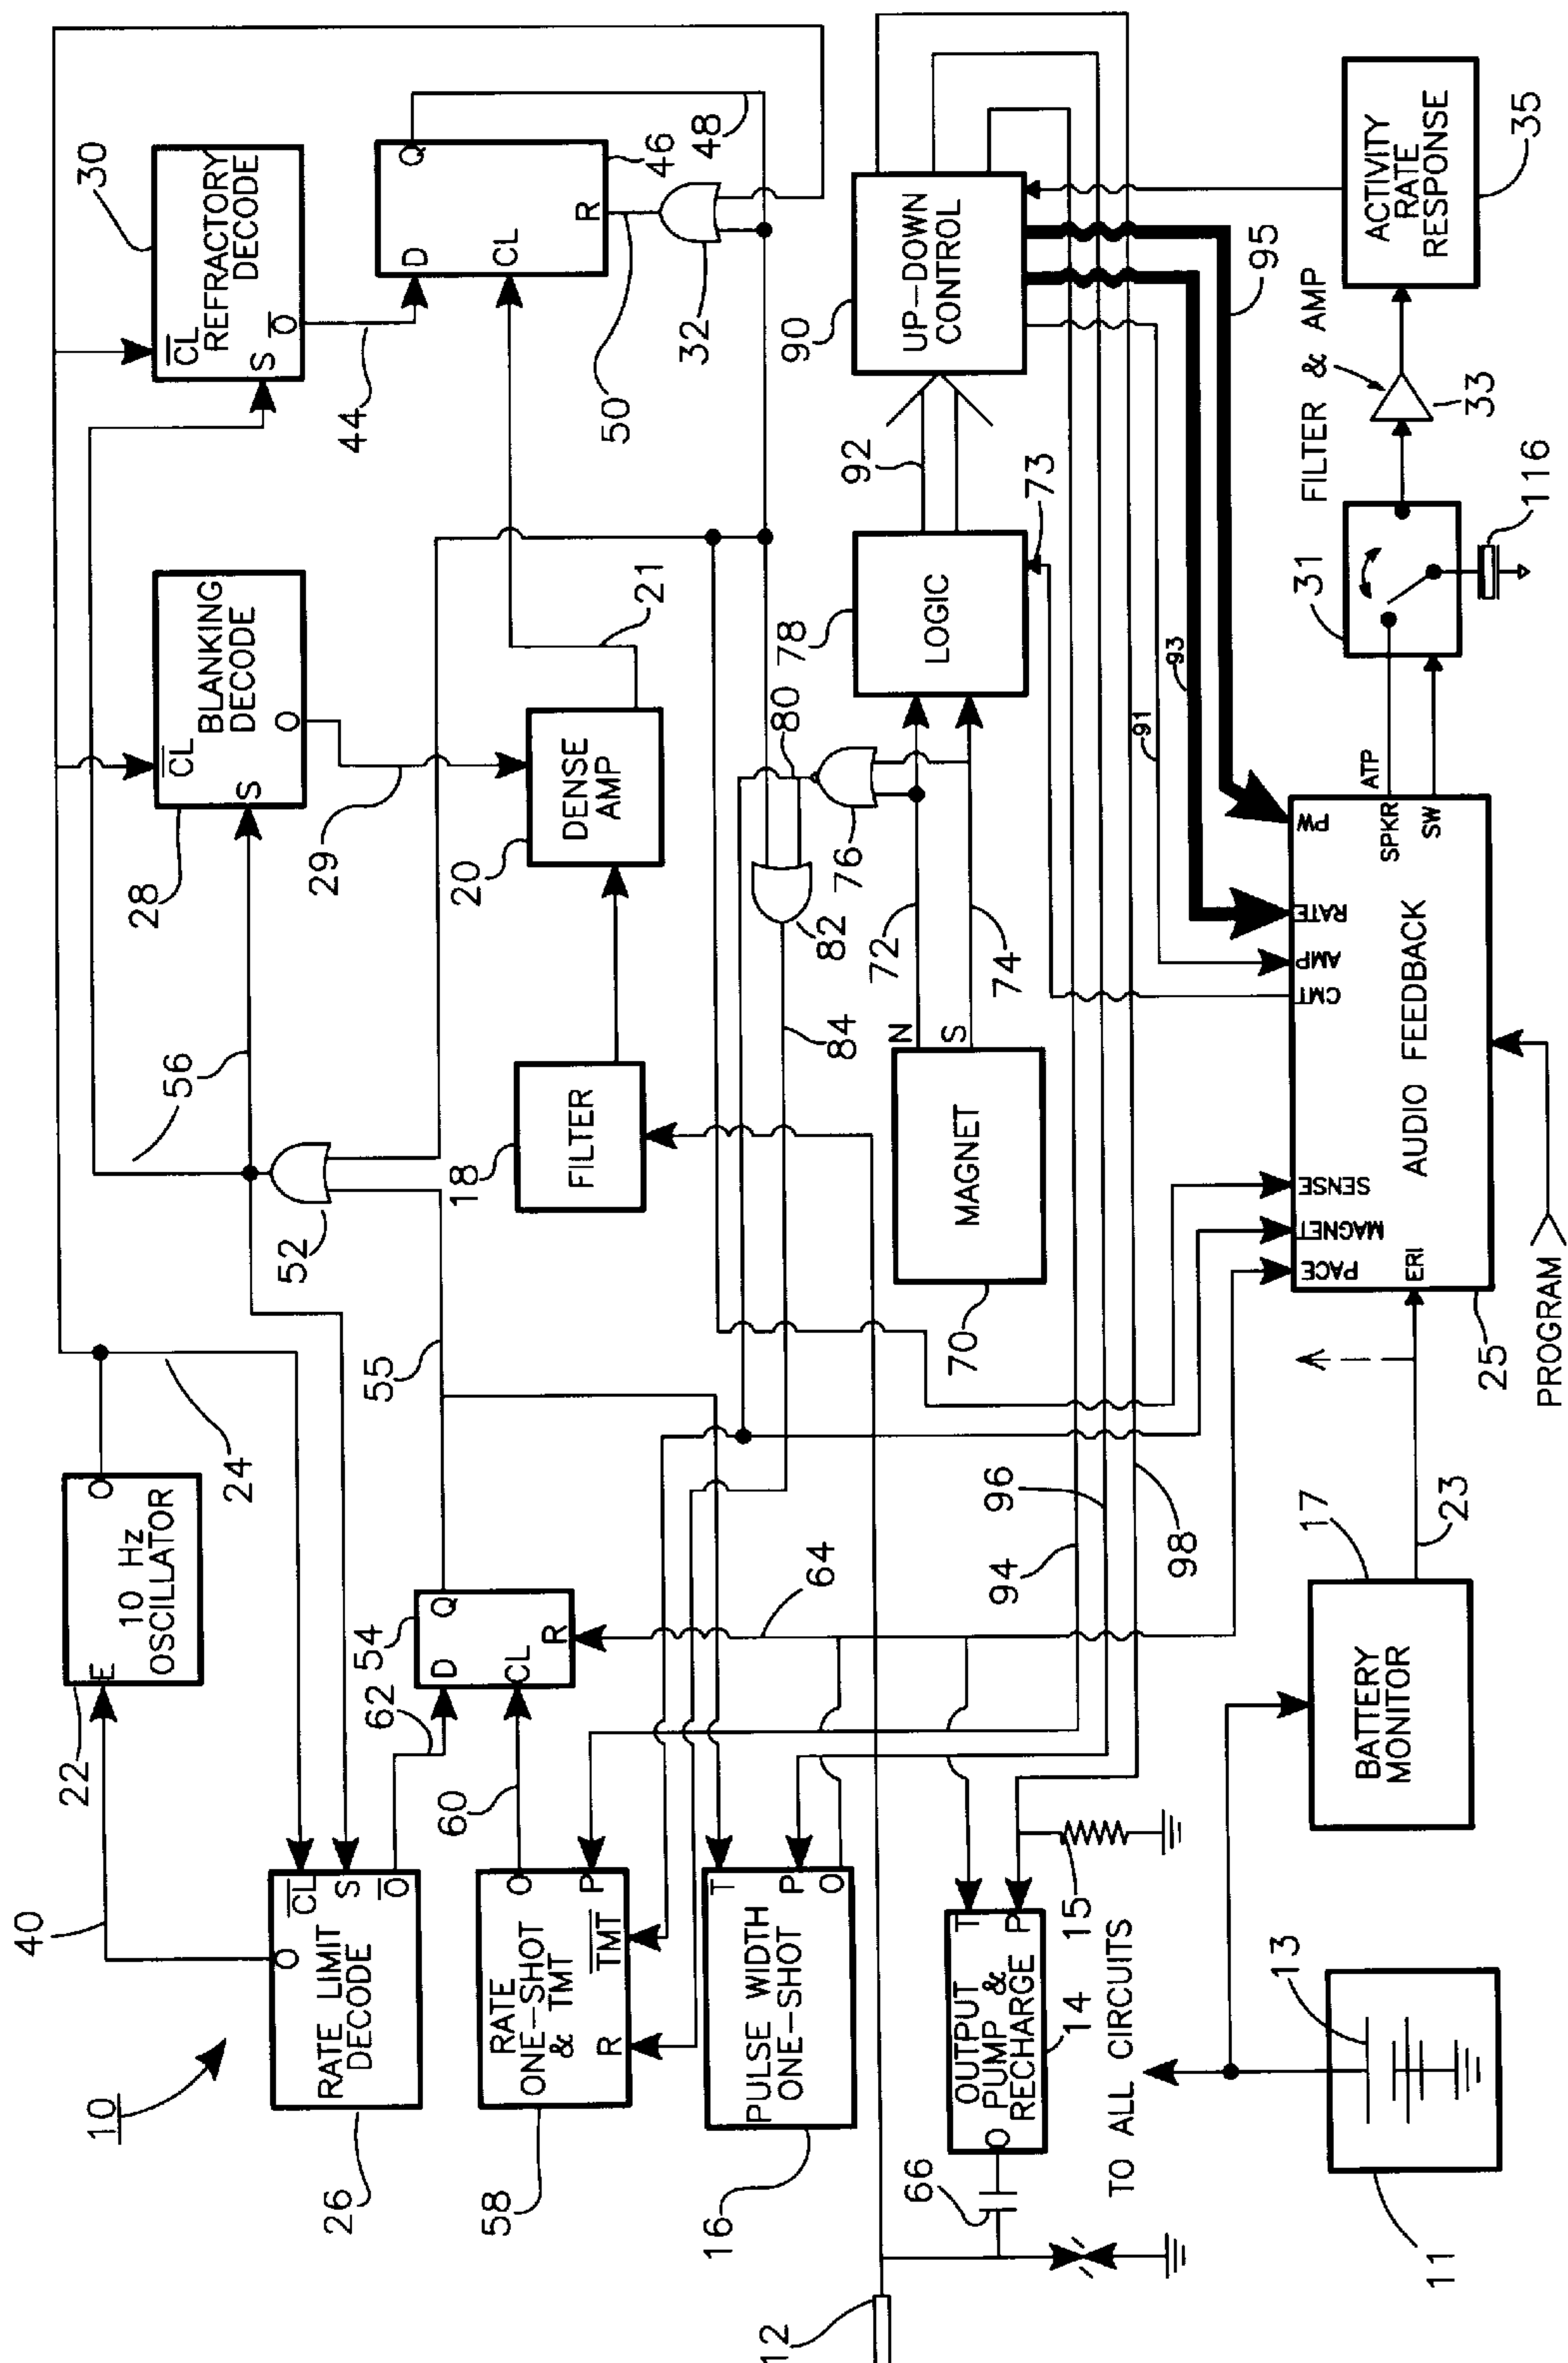 10
40
22
E
10 Hz
OSCILLATOR
O
24
56
28
CL
BLANKING
DECODE
S
O
29
30
CL
REFRACTORY
DECODE
S
O
44
26
RATE LIMIT
DECODE
O
CL
S
O
62
54
D
Q
CL
R
55
52
60
58
RATE
ONE-SHOT
& TMT
O
P
TMT
R
18
FILTER
20
DENSE
AMP
21
D
Q
CL
R
46
48
50
32
16
PULSE WIDTH
ONE-SHOT
T
P
O
64
84
82
80
76
72
74
N
S
MAGNET
70
78
LOGIC
73
92
90
UP-DOWN
CONTROL
12
66
O
OUTPUT
PUMP &
RECHARGE
T
P
14
15
94
96
98
91
93
95
TO ALL CIRCUITS
13
11
BATTERY
MONITOR
17
23
PACE
MAGNET
SENSE
CMT
AMP
RATE
PW
ERI
AUDIO FEEDBACK
SPKR
ATP
SW
25
PROGRAM
31
116
FILTER & AMP
33
ACTIVITY
RATE
RESPONSE
35